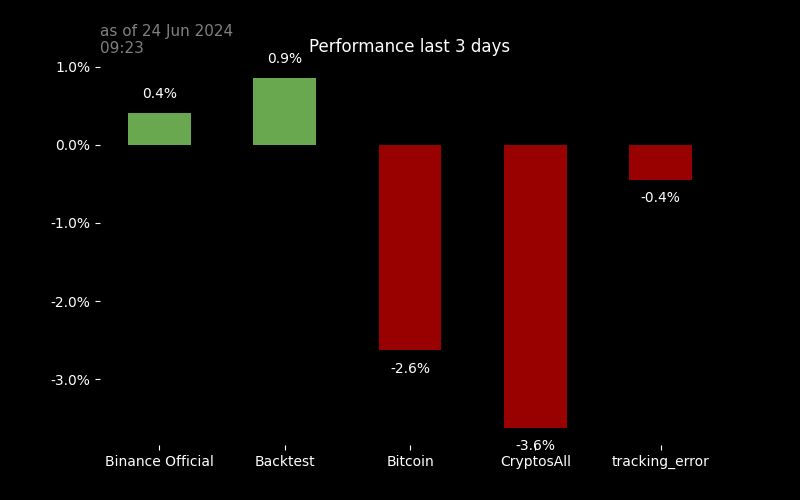 as of 24 Jun 2024
09:23
Performance last 3 days
1.0%
0.0%
-1.0%
-2.0%
-3.0%
0.4%
0.9%
-2.6%
-3.6%
-0.4%
Binance Official
Backtest
Bitcoin
CryptosAll
tracking_error